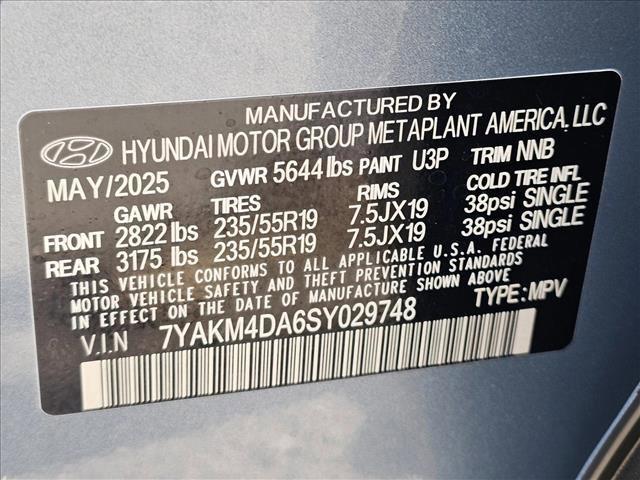 MANUFACTURED BY
HYUNDAI MOTOR GROUP METAPLANT AMERICA, LLC
MAY/2025 GVWR 5644 lbs PAINT U3P TRIM NNB
GAWR TIRES RIMS COLD TIRE INFL
FRONT 2822 lbs 235/55R19 7.5JX19 38psi SINGLE
REAR 3175 lbs 235/55R19 7.5JX19 38psi SINGLE
THIS VEHICLE CONFORMS TO ALL APPLICABLE U.S.A. FEDERAL
MOTOR VEHICLE SAFETY AND THEFT PREVENTION STANDARDS
IN EFFECT ON THE DATE OF MANUFACTURE SHOWN ABOVE
V.I.N 7YAKM4DA6SY029748 TYPE: MPV